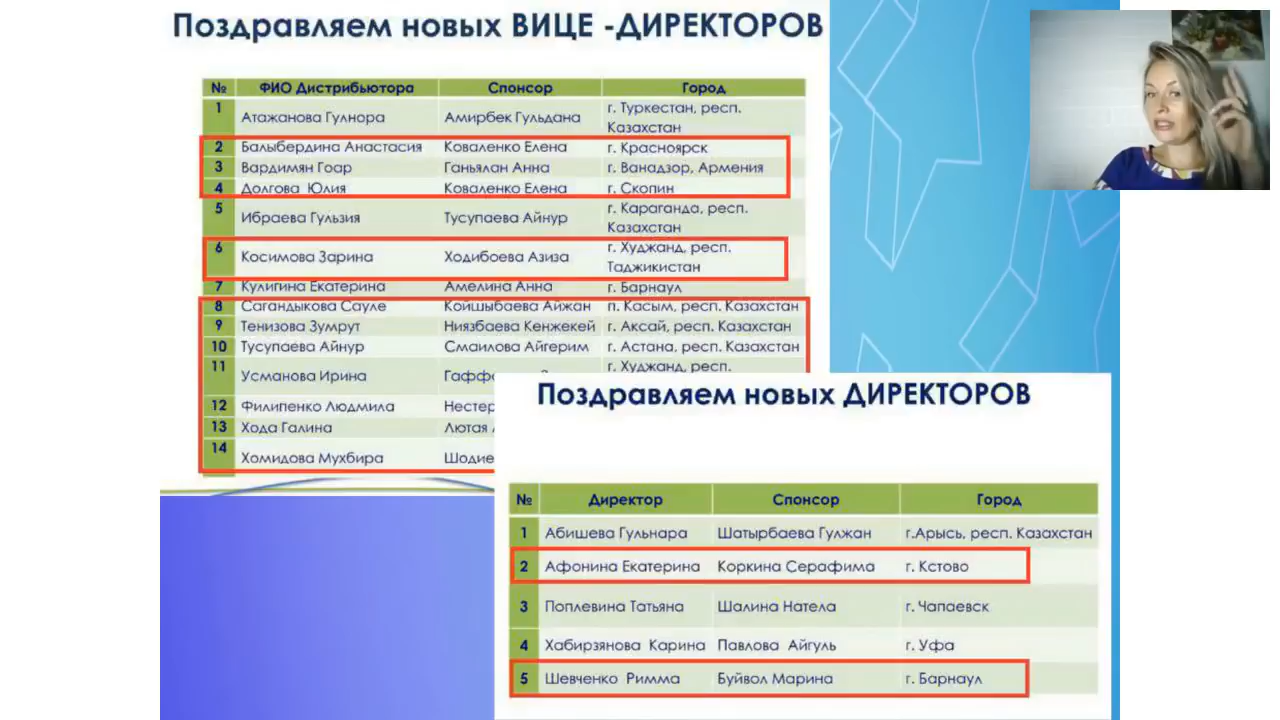 Поздравляем новых ВИЦЕ -ДИРЕКТОРОВ
№ ФИО Дистрибьютора Спонсор Город
1 Атажанова Гулнора Амирбек Гульдана г. Туркестан, респ. Казахстан
2 Балыбердина Анастасия Коваленко Елена г. Красноярск
3 Вардимян Гоар Ганьялан Анна г. Ванадзор, Армения
4 Долгова Юлия Коваленко Елена г. Скопин
5 Ибраева Гульзия Тусупаева Айнур г. Караганда, респ. Казахстан
6 Косимова Зарина Ходибоева Азиза г. Худжанд, респ. Таджикистан
7 Кулигина Екатерина Амелина Анна г. Барнаул
8 Сагандыкова Сауле Койшыбаева Айжан п. Касым, респ. Казахстан
9 Тенизова Зумрут Ниязбаева Кенжекей г. Аксай, респ. Казахстан
10 Тусупаева Айнур Смаилова Айгерим г. Астана, респ. Казахстан
11 Усманова Ирина г. Худжанд, респ.
12 Филипенко Людмила Нестер
13 Хода Галина Лютая
14 Хомидова Мухбира Шодие
Поздравляем новых ДИРЕКТОРОВ
№ Директор Спонсор Город
1 Абишева Гульнара Шатырбаева Гулжан г.Арысь, респ. Казахстан
2 Афонина Екатерина Коркина Серафима г. Кстово
3 Поплевина Татьяна Шалина Натела г. Чапаевск
4 Хабирзянова Карина Павлова Айгуль г. Уфа
5 Шевченко Римма Буйвол Марина г. Барнаул